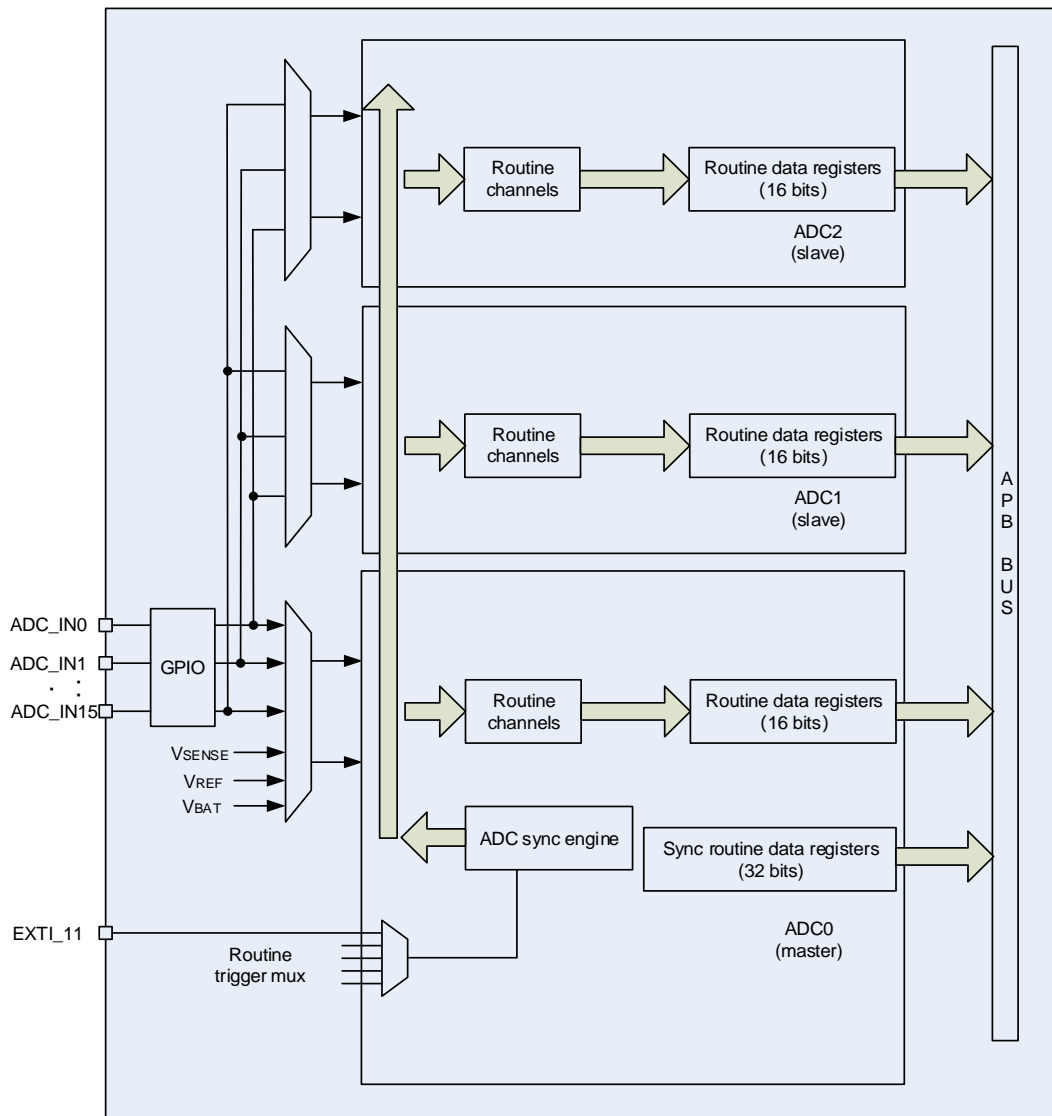 Routine
channels
Routine data registers
(16 bits)
ADC2
(slave)
Routine
channels
Routine data registers
(16 bits)
ADC1
(slave)
APB BUS
ADC_IN0
ADC_IN1
ADC_IN15
GPIO
VSENSE
VREF
VBAT
Routine
channels
Routine data registers
(16 bits)
ADC sync engine
Sync routine data registers
(32 bits)
ADC0
(master)
EXTI_11
Routine
trigger mux